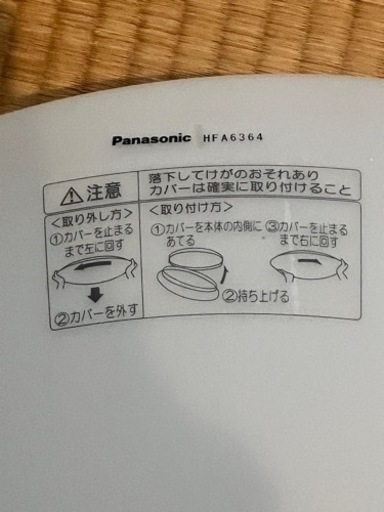 Panasonic HFA6364
注意
落下してけがのおそれあり
カバーは確実に取り付けること
<取り外し方>
①カバーを止まる
まで左に回す
②カバーを外す
<取り付け方>
①カバーを本体の内側に
あてる
②持ち上げる
③カバーを止まる
まで右に回す